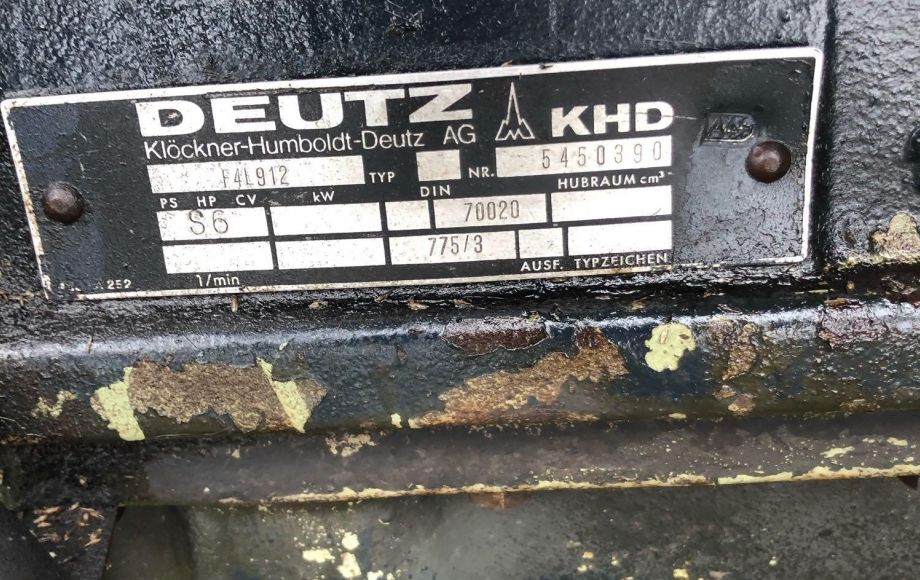 DEUTZ KHD
Klöckner-Humboldt-Deutz AG
F4L912 TYP NR. 5450390
PS HP CV kW DIN HUBRAUM cm³
S6 70020
775/3
1/min AUSF. TYPZEICHEN
252